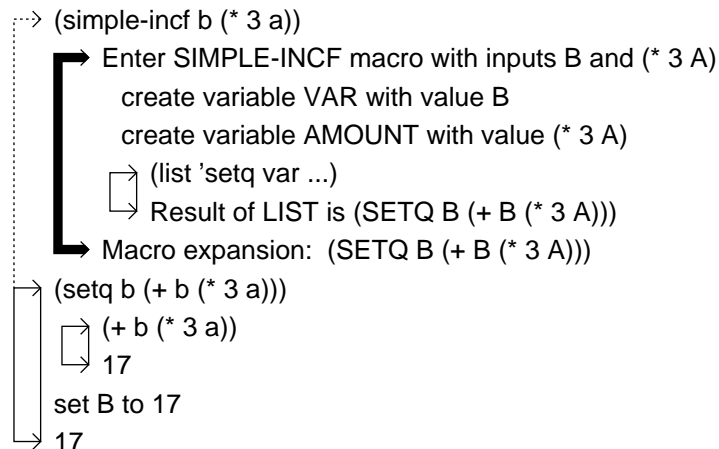 (simple-incf b (* 3 a))
Enter SIMPLE-INCF macro with inputs B and (* 3 A)
create variable VAR with value B
create variable AMOUNT with value (* 3 A)
(list ’setq var ...)
Result of LIST is (SETQ B (+ B (* 3 A)))
Macro expansion: (SETQ B (+ B (* 3 A)))
(setq b (+ b (* 3 a)))
(+ b (* 3 a))
17
set B to 17
17